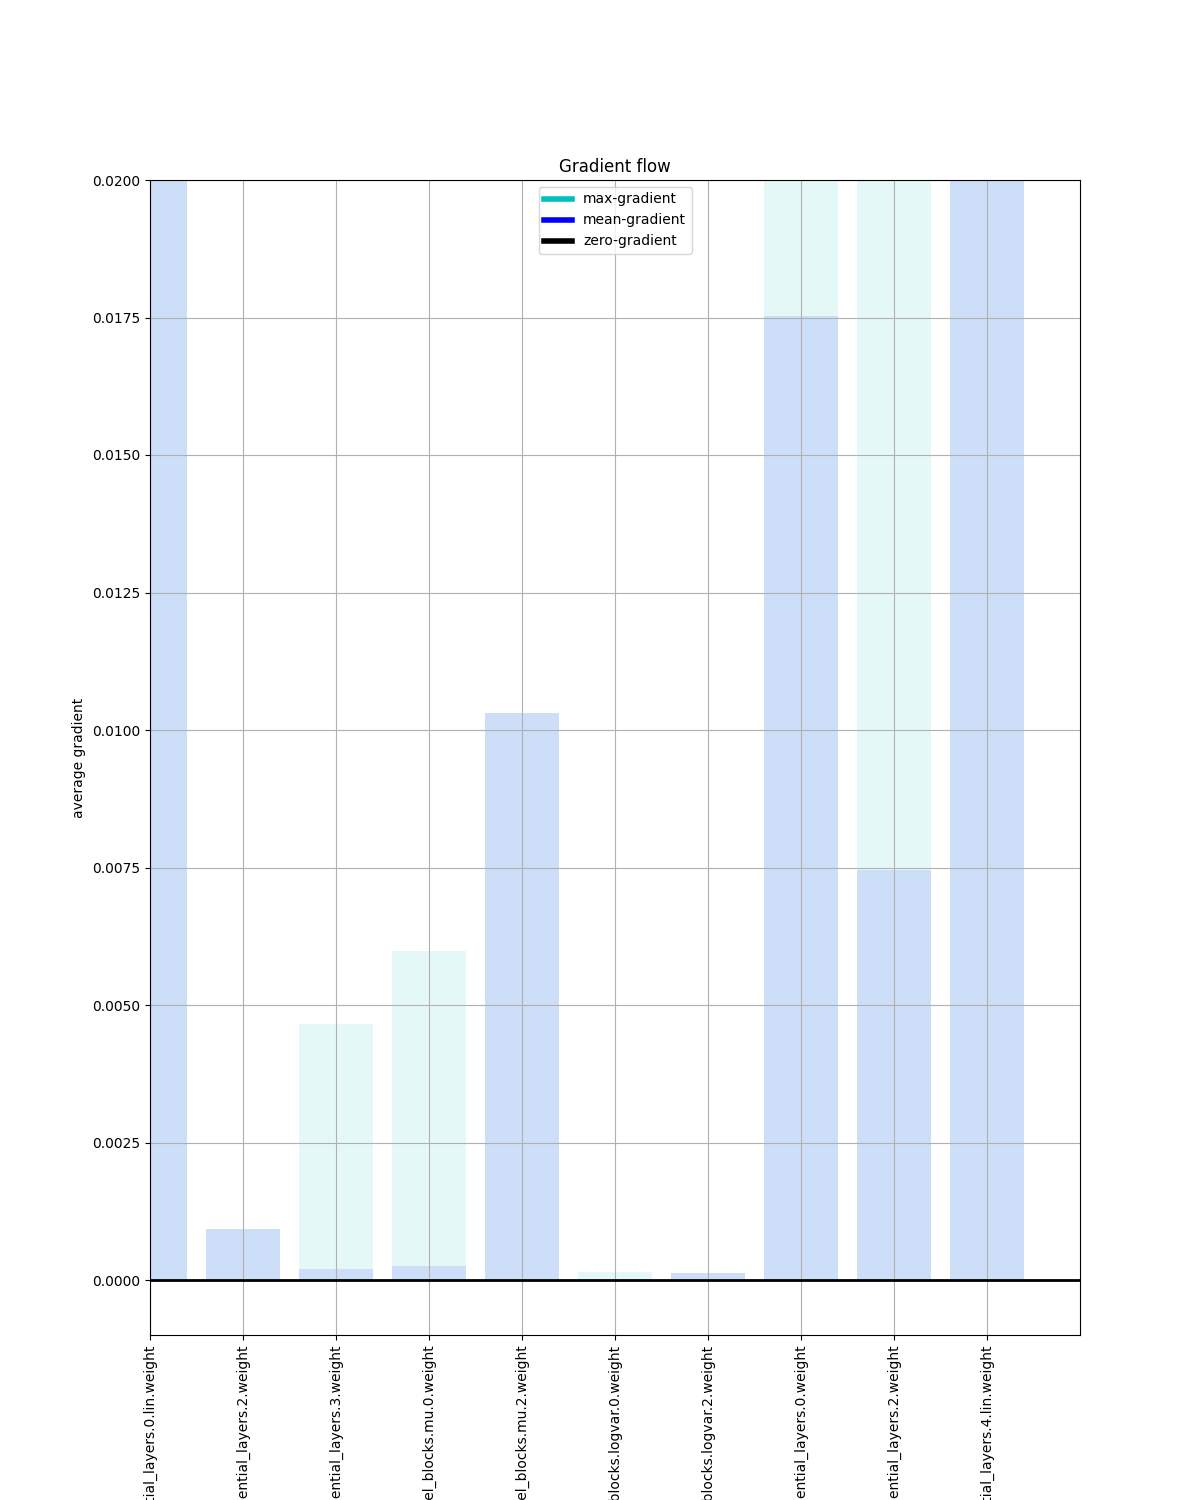 Gradient flow
max-gradient
mean-gradient
zero-gradient
average gradient
0.0200
0.0175
0.0150
0.0125
0.0100
0.0075
0.0050
0.0025
0.0000
tial_layers.0.lin.weight
ential_layers.2.weight
ential_layers.3.weight
el_blocks.mu.0.weight
el_blocks.mu.2.weight
blocks.logvar.0.weight
blocks.logvar.2.weight
ential_layers.0.weight
ential_layers.2.weight
tial_layers.4.lin.weight